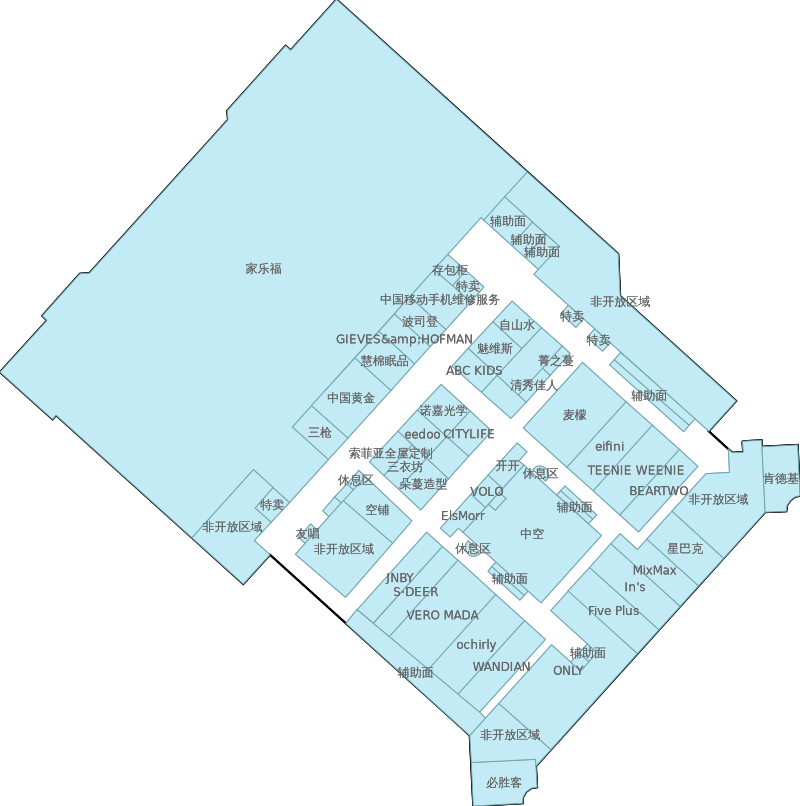 辅助面
辅助面
辅助面
家乐福
存包柜
特卖
中国移动手机维修服务
非开放区域
特卖
波司登
自山水
GIEVES&amp;HOFMAN
特卖
魅维斯
慧棉眠品
菁之蔓
ABC KIDS
清秀佳人
中国黄金
辅助面
诺嘉光学
麦檬
三枪
eedoo
CITYLIFE
eifini
索菲亚全屋定制
三衣坊
开开
TEENIE WEENIE
休息区
休息区
朵蔓造型
肯德基
VOLO
BEARTWO
非开放区域
特卖
空铺
辅助面
ElsMorr
非开放区域
友唱
中空
非开放区域
休息区
星巴克
MixMax
JNBY
辅助面
In's
S·DEER
Five Plus
VERO MADA
ochirly
辅助面
WANDIAN
ONLY
辅助面
非开放区域
必胜客